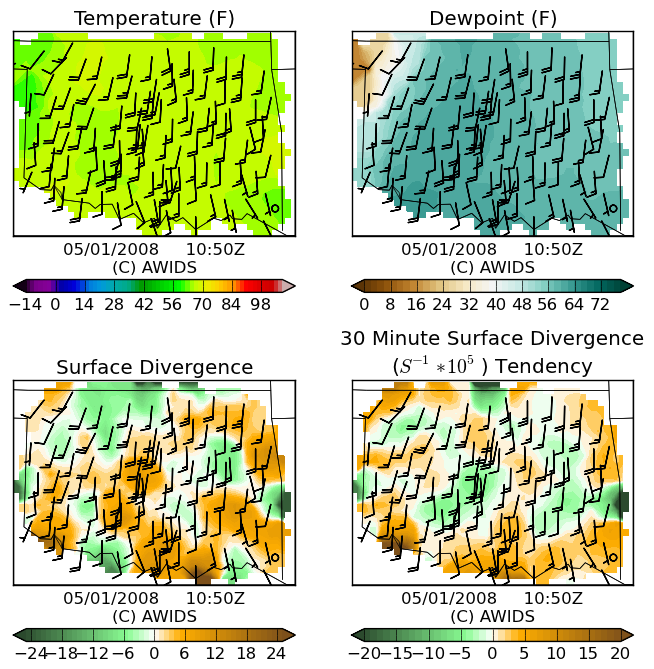 Temperature (F)
Dewpoint (F)
05/01/2008 10:50Z
(C) AWIDS
05/01/2008 10:50Z
(C) AWIDS
−14 0 14 28 42 56 70 84 98
0 8 16 24 32 40 48 56 64 72
Surface Divergence
30 Minute Surface Divergence
(S⁻¹ *10⁵ ) Tendency
05/01/2008 10:50Z
(C) AWIDS
05/01/2008 10:50Z
(C) AWIDS
−24−18−12 −6 0 6 12 18 24
−20−15−10 −5 0 5 10 15 20